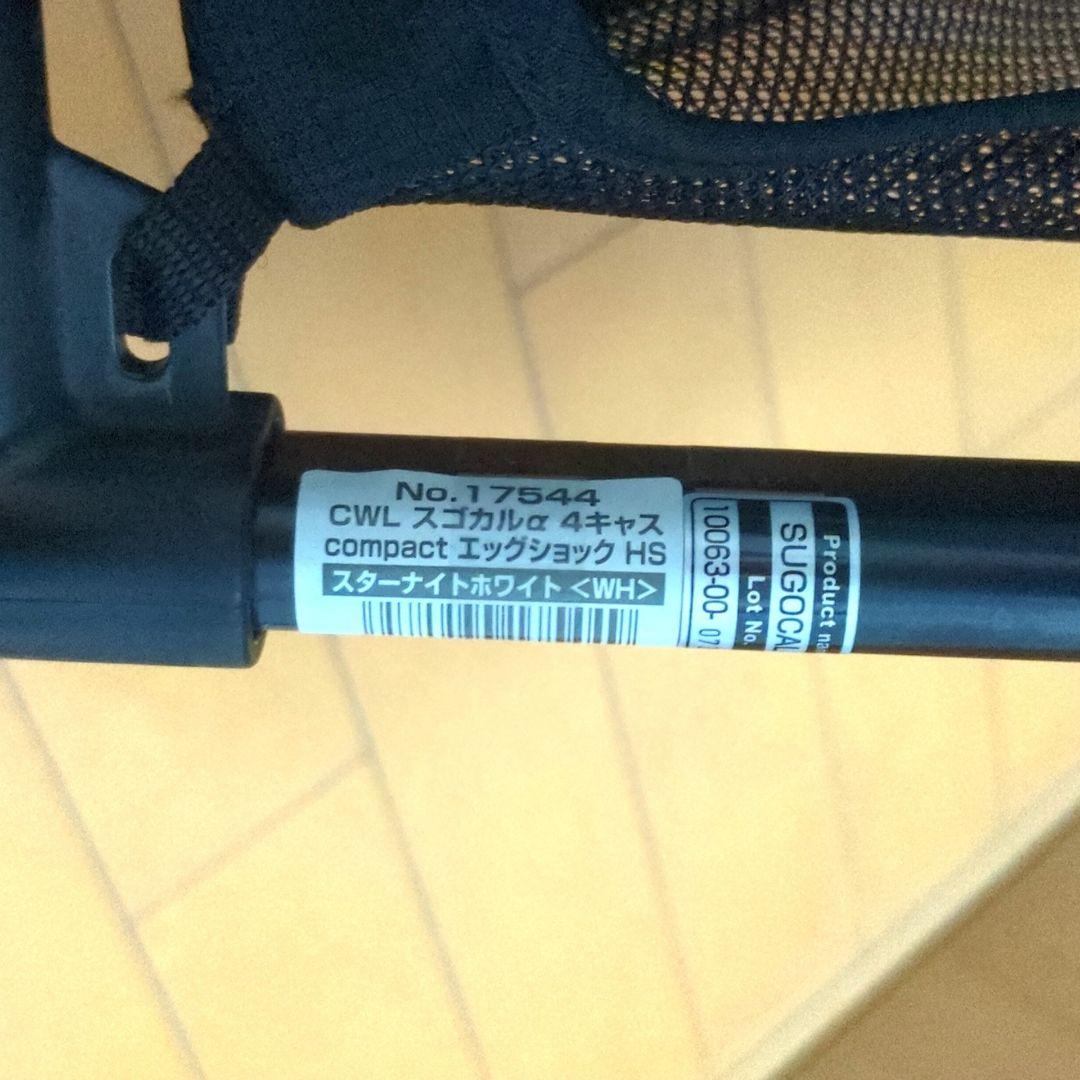 No.17544
CWL スゴカルα 4キャス
compact エッグショック HS
スターナイトホワイト <WH>
Product
SUGOCAL
Lot No.
10063-00-